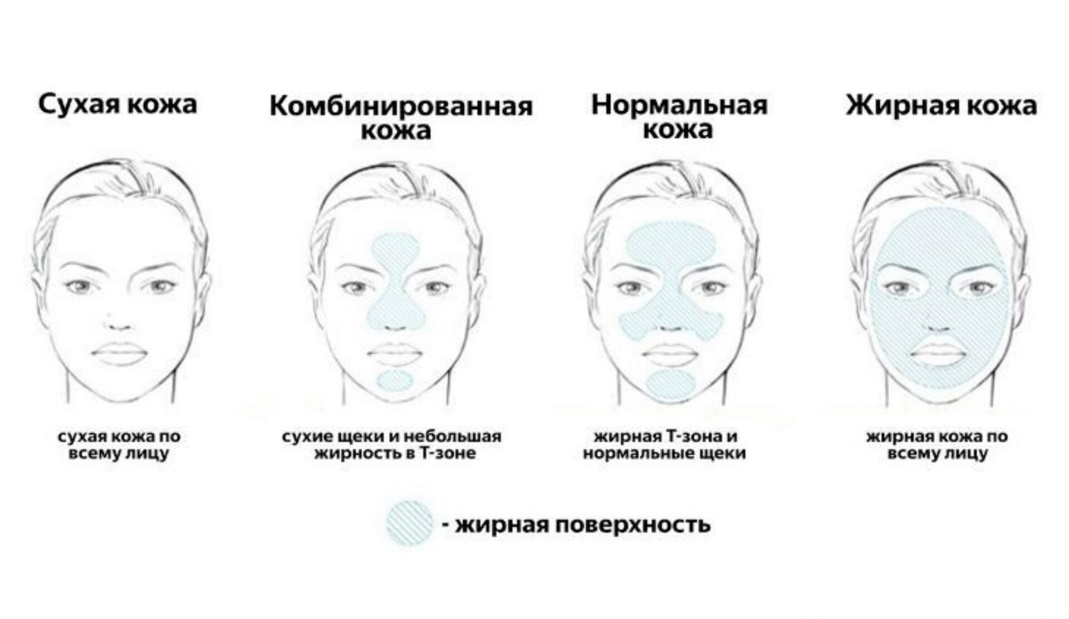 Сухая кожа
Комбинированная
кожа
Нормальная
кожа
Жирная кожа
сухая кожа по
всему лицу
сухие щеки и небольшая
жирность в Т-зоне
жирная Т-зона и
нормальные щеки
жирная кожа по
всему лицу
- жирная поверхность